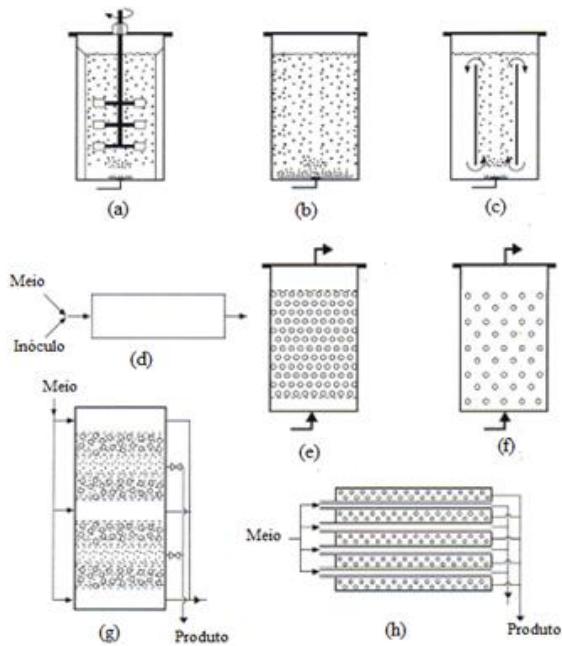 (a)
(b)
(c)
Meio
Inóculo
(d)
(e)
(f)
Meio
(g)
Produto
Meio
(h)
Produto